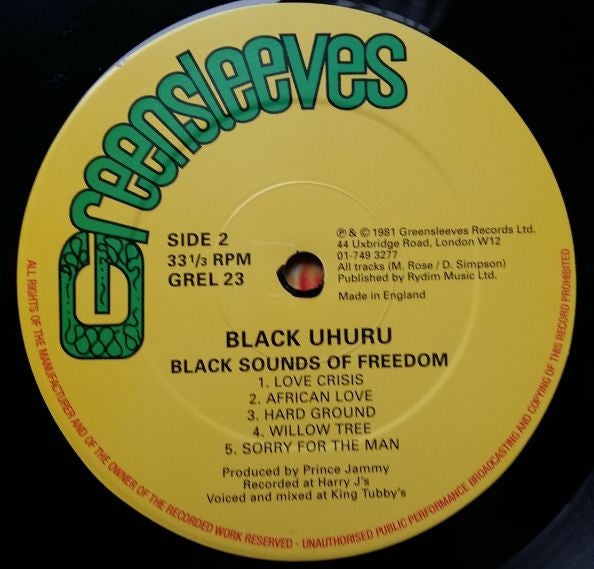 Greensleeves
SIDE 2
33 1/3 RPM
GREL 23
℗ & © 1981 Greensleeves Records Ltd.
44 Uxbridge Road, London W12
01-749 3277
All tracks (M. Rose / D. Simpson)
Published by Rydim Music Ltd.
Made in England
BLACK UHURU
BLACK SOUNDS OF FREEDOM
1. LOVE CRISIS
2. AFRICAN LOVE
3. HARD GROUND
4. WILLOW TREE
5. SORRY FOR THE MAN
Produced by Prince Jammy
Recorded at Harry J's
Voiced and mixed at King Tubby's
ALL RIGHTS OF THE MANUFACTURER AND OF THE OWNER OF THE RECORDED WORK RESERVED · UNAUTHORISED PUBLIC PERFORMANCE BROADCASTING AND COPYING OF THIS RECORD PROHIBITED